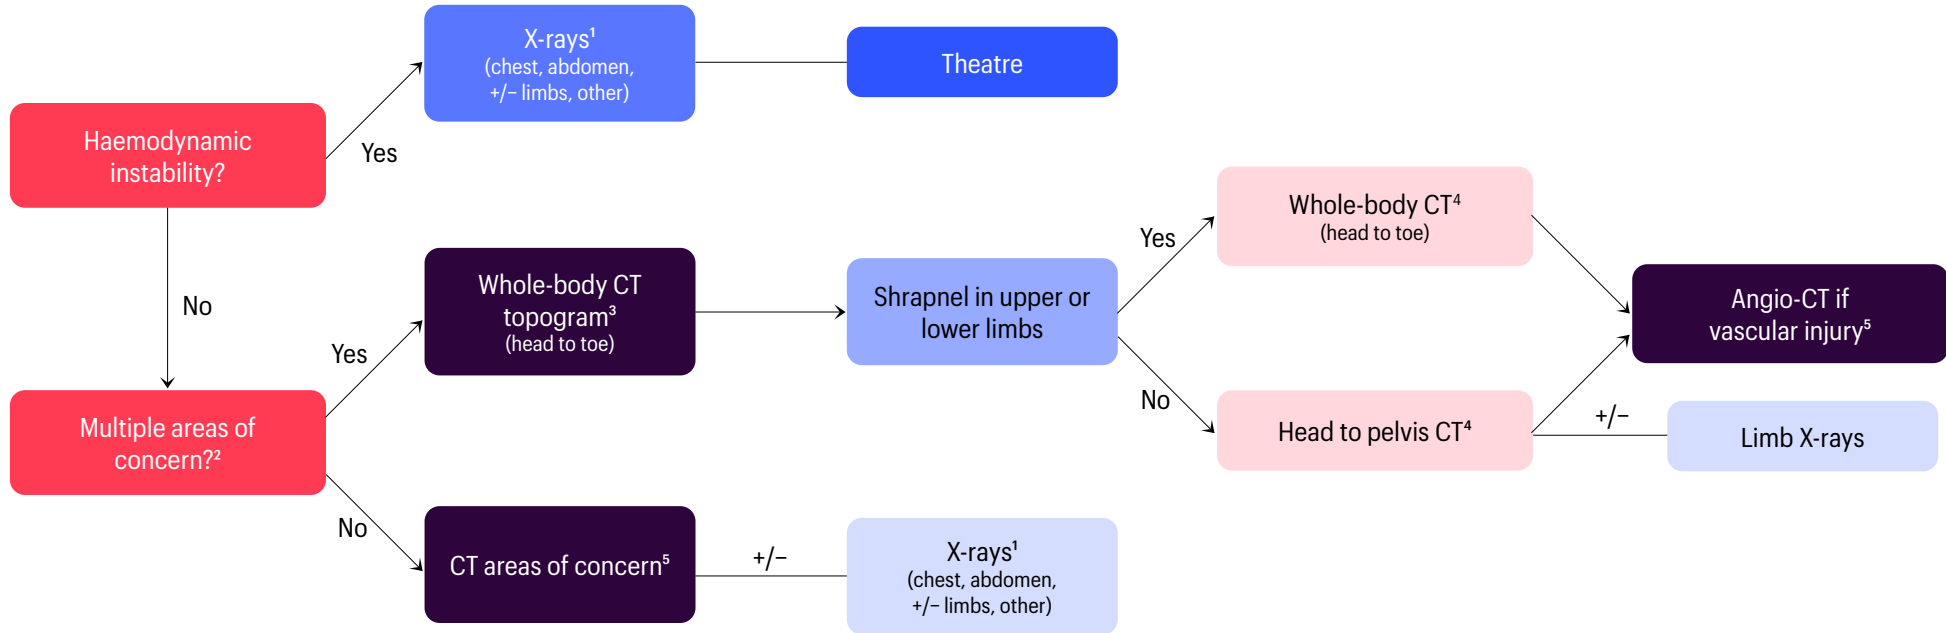 X-rays¹
(chest, abdomen,
+/− limbs, other)
Theatre
Haemodynamic
instability?
Yes
No
Whole-body CT
topogram³
(head to toe)
Yes
Shrapnel in upper or
lower limbs
Yes
Whole-body CT⁴
(head to toe)
Angio-CT if
vascular injury⁵
No
Head to pelvis CT⁴
+/−
Limb X-rays
Multiple areas of
concern?²
No
CT areas of concern⁵
+/−
X-rays¹
(chest, abdomen,
+/− limbs, other)